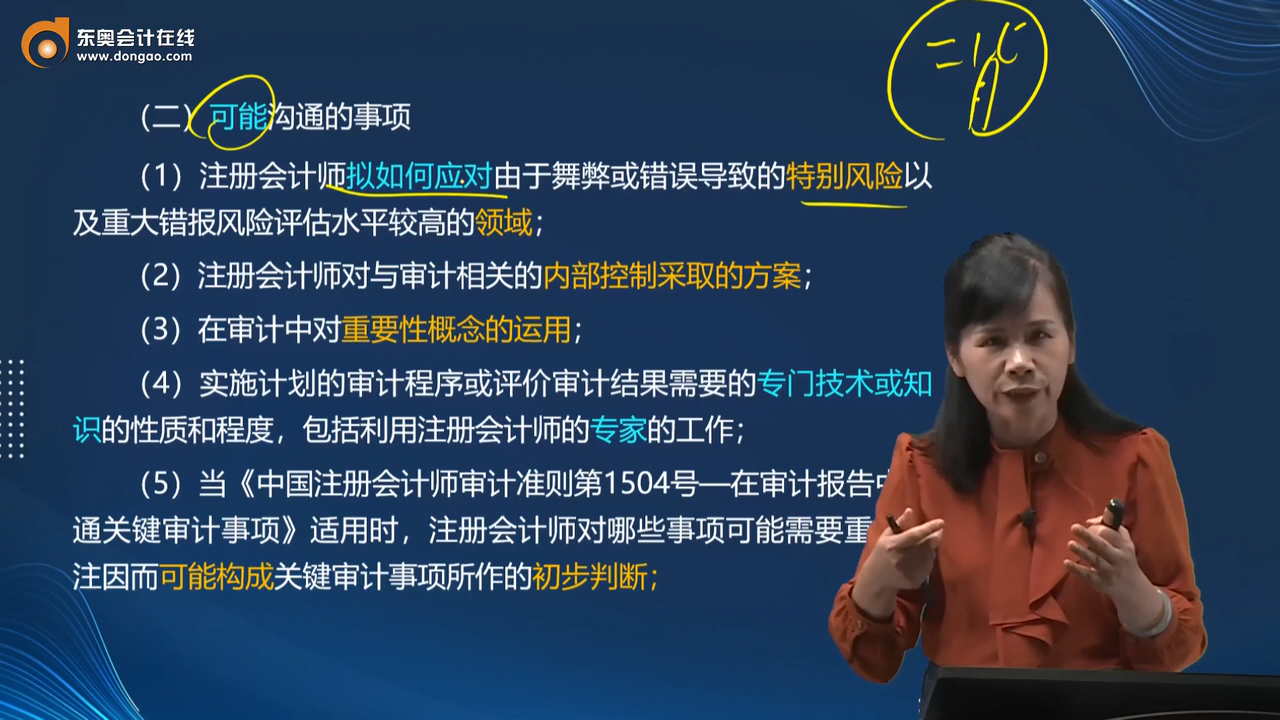 东奥会计在线
www.dongao.com
(二)可能沟通的事项
(1)注册会计师拟如何应对由于舞弊或错误导致的特别风险以
及重大错报风险评估水平较高的领域;
(2)注册会计师对与审计相关的内部控制采取的方案;
(3)在审计中对重要性概念的运用;
(4)实施计划的审计程序或评价审计结果需要的专门技术或知
识的性质和程度,包括利用注册会计师的专家的工作;
(5)当《中国注册会计师审计准则第1504号—在审计报告中
通关键审计事项》适用时,注册会计师对哪些事项可能需要重
注因而可能构成关键审计事项所作的初步判断;